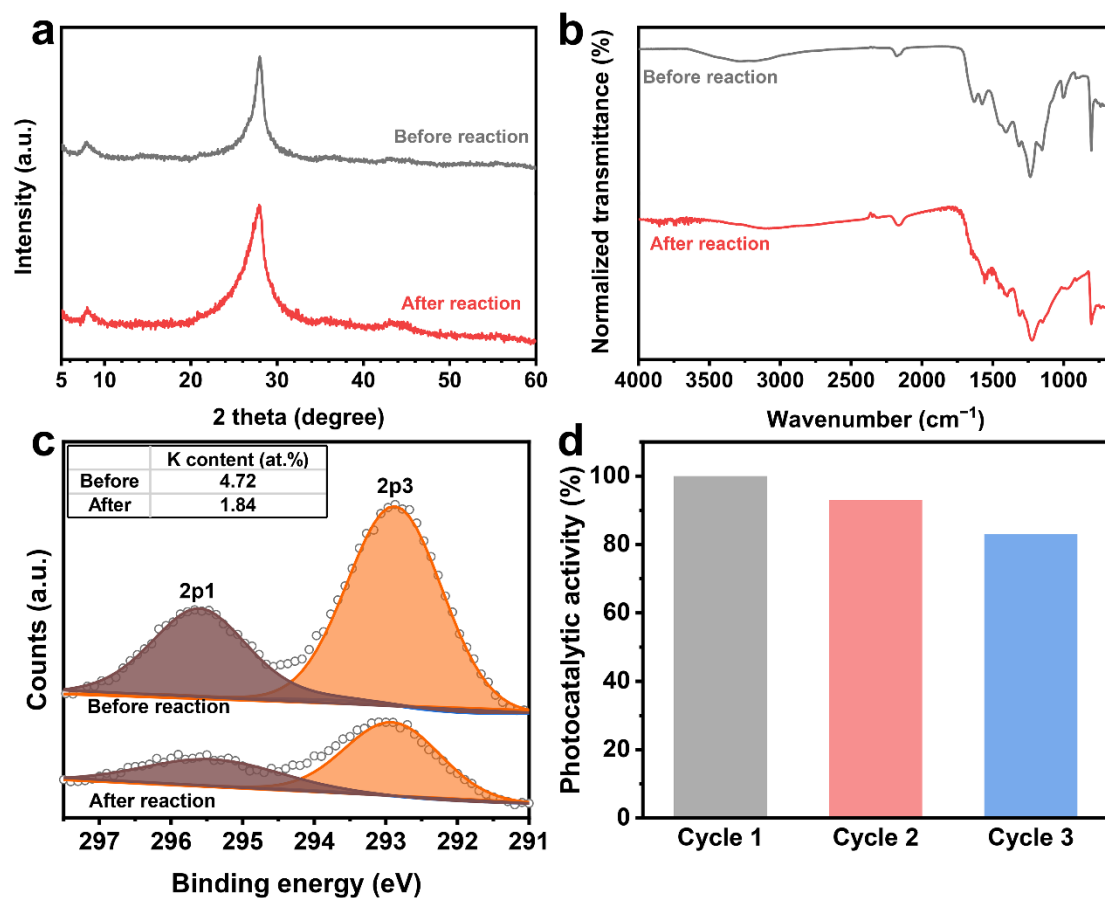 a
Intensity (a.u.)
Before reaction
After reaction
5 10 20 30 40 50 60
2 theta (degree)
b
Normalized transmittance (%)
Before reaction
After reaction
4000 3500 3000 2500 2000 1500 1000
Wavenumber (cm⁻¹)
c
Counts (a.u.)
K content (at.%)
Before 4.72
After 1.84
2p3
2p1
Before reaction
After reaction
297 296 295 294 293 292 291
Binding energy (eV)
d
Photocatalytic activity (%)
100
80
60
40
20
0
Cycle 1 Cycle 2 Cycle 3